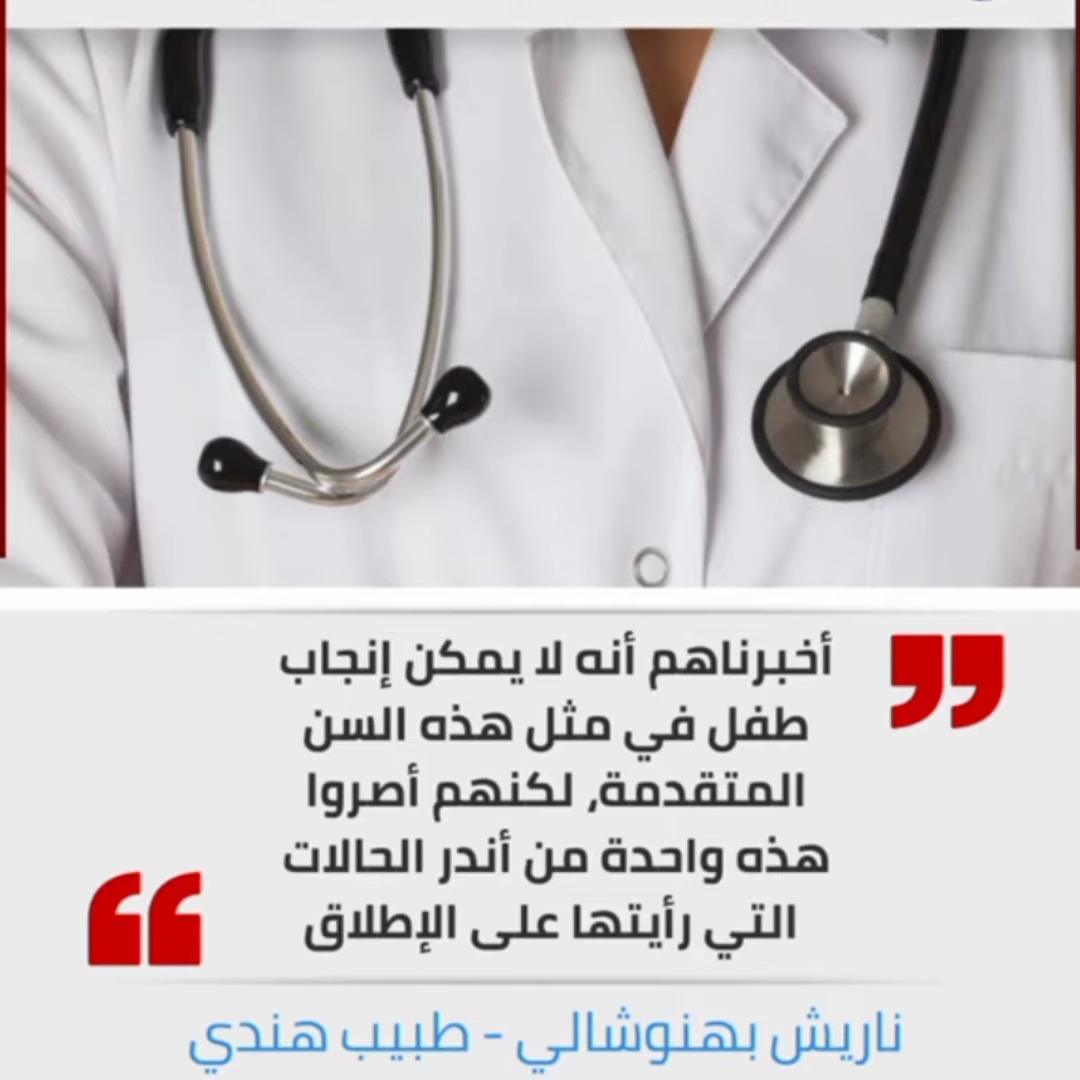 أخبرناهم أنه لا يمكن إنجاب
طفل في مثل هذه السن
المتقدمة, لكنهم أصروا
هذه واحدة من أندر الحالات
التي رأيتها على الإطلاق
ناريش بهنوشالي - طبيب هندي